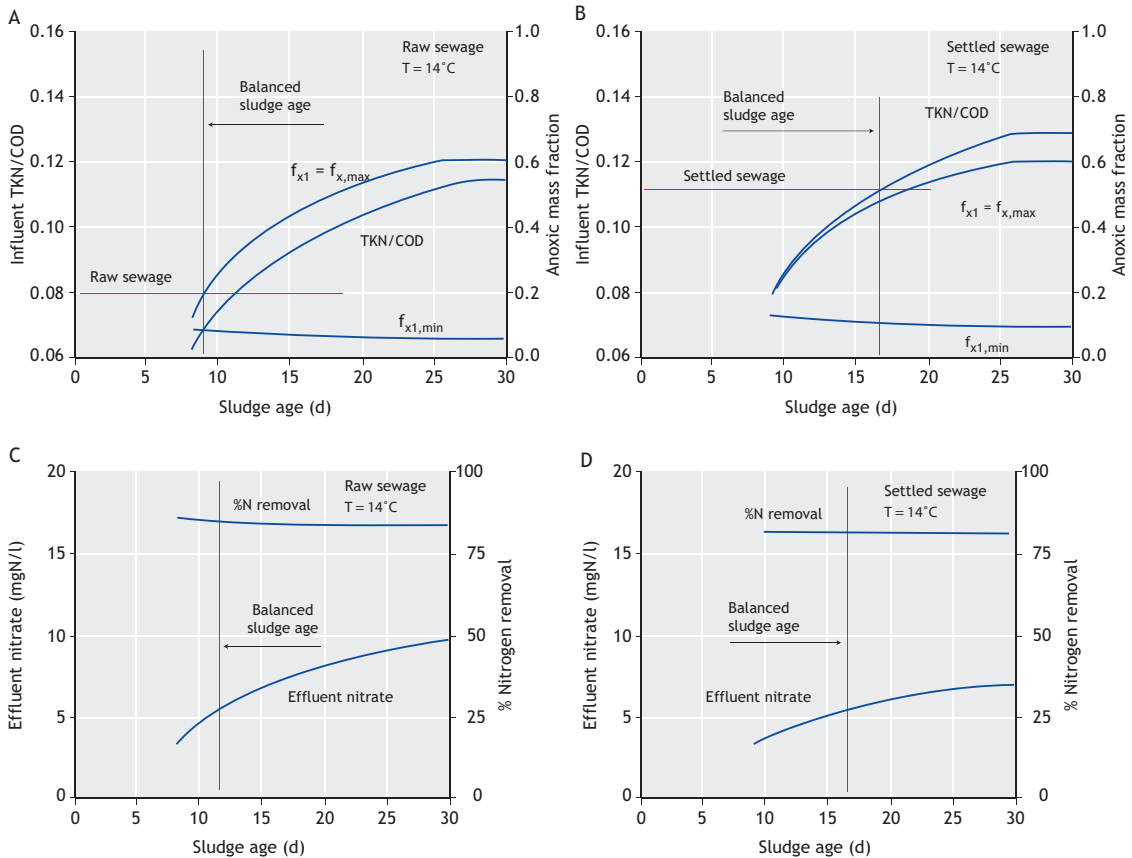 A
0.16
0.14
0.12
0.10
0.08
0.06
Influent TKN/COD
1.0
0.8
0.6
0.4
0.2
0.0
Anoxic mass fraction
Raw sewage
T = 14˚C
Balanced
sludge age
fx1 = fx,max
TKN/COD
Raw sewage
fx1,min
0 5 10 15 20 25 30
Sludge age (d)
B
0.16
0.14
0.12
0.10
0.08
0.06
Influent TKN/COD
1.0
0.8
0.6
0.4
0.2
0.0
Anoxic mass fraction
Settled sewage
T = 14˚C
Balanced
sludge age
TKN/COD
Settled sewage
fx1 = fx,max
fx1,min
0 5 10 15 20 25 30
Sludge age (d)
C
20
15
10
5
0
Effluent nitrate (mgN/l)
100
75
50
25
0
% Nitrogen removal
%N removal
Raw sewage
T = 14˚C
Balanced
sludge age
Effluent nitrate
0 5 10 15 20 25 30
Sludge age (d)
D
20
15
10
5
0
Effluent nitrate (mgN/l)
100
75
50
25
0
% Nitrogen removal
%N removal
Settled sewage
T = 14˚C
Balanced
sludge age
Effluent nitrate
0 5 10 15 20 25 30
Sludge age (d)